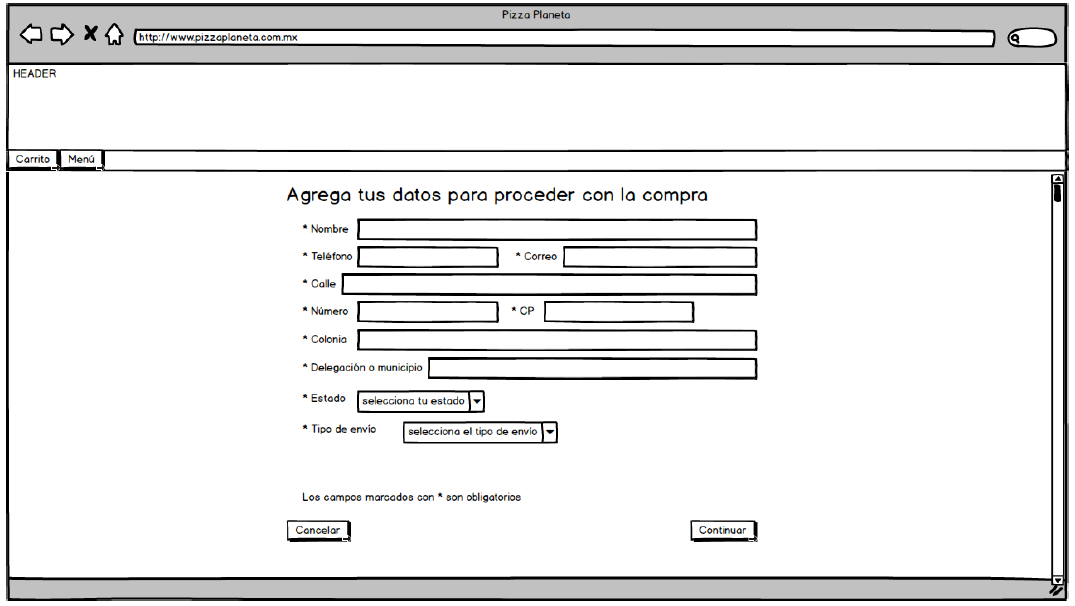 Pizza Planeta
http://www.pizzaplaneta.com.mx
HEADER
Carrito Menú
Agrega tus datos para proceder con la compra
* Nombre
* Teléfono * Correo
* Calle
* Número * CP
* Colonia
* Delegación o municipio
* Estado selecciona tu estado
* Tipo de envío selecciona el tipo de envío
Los campos marcados con * son obligatorios
Cancelar Continuar